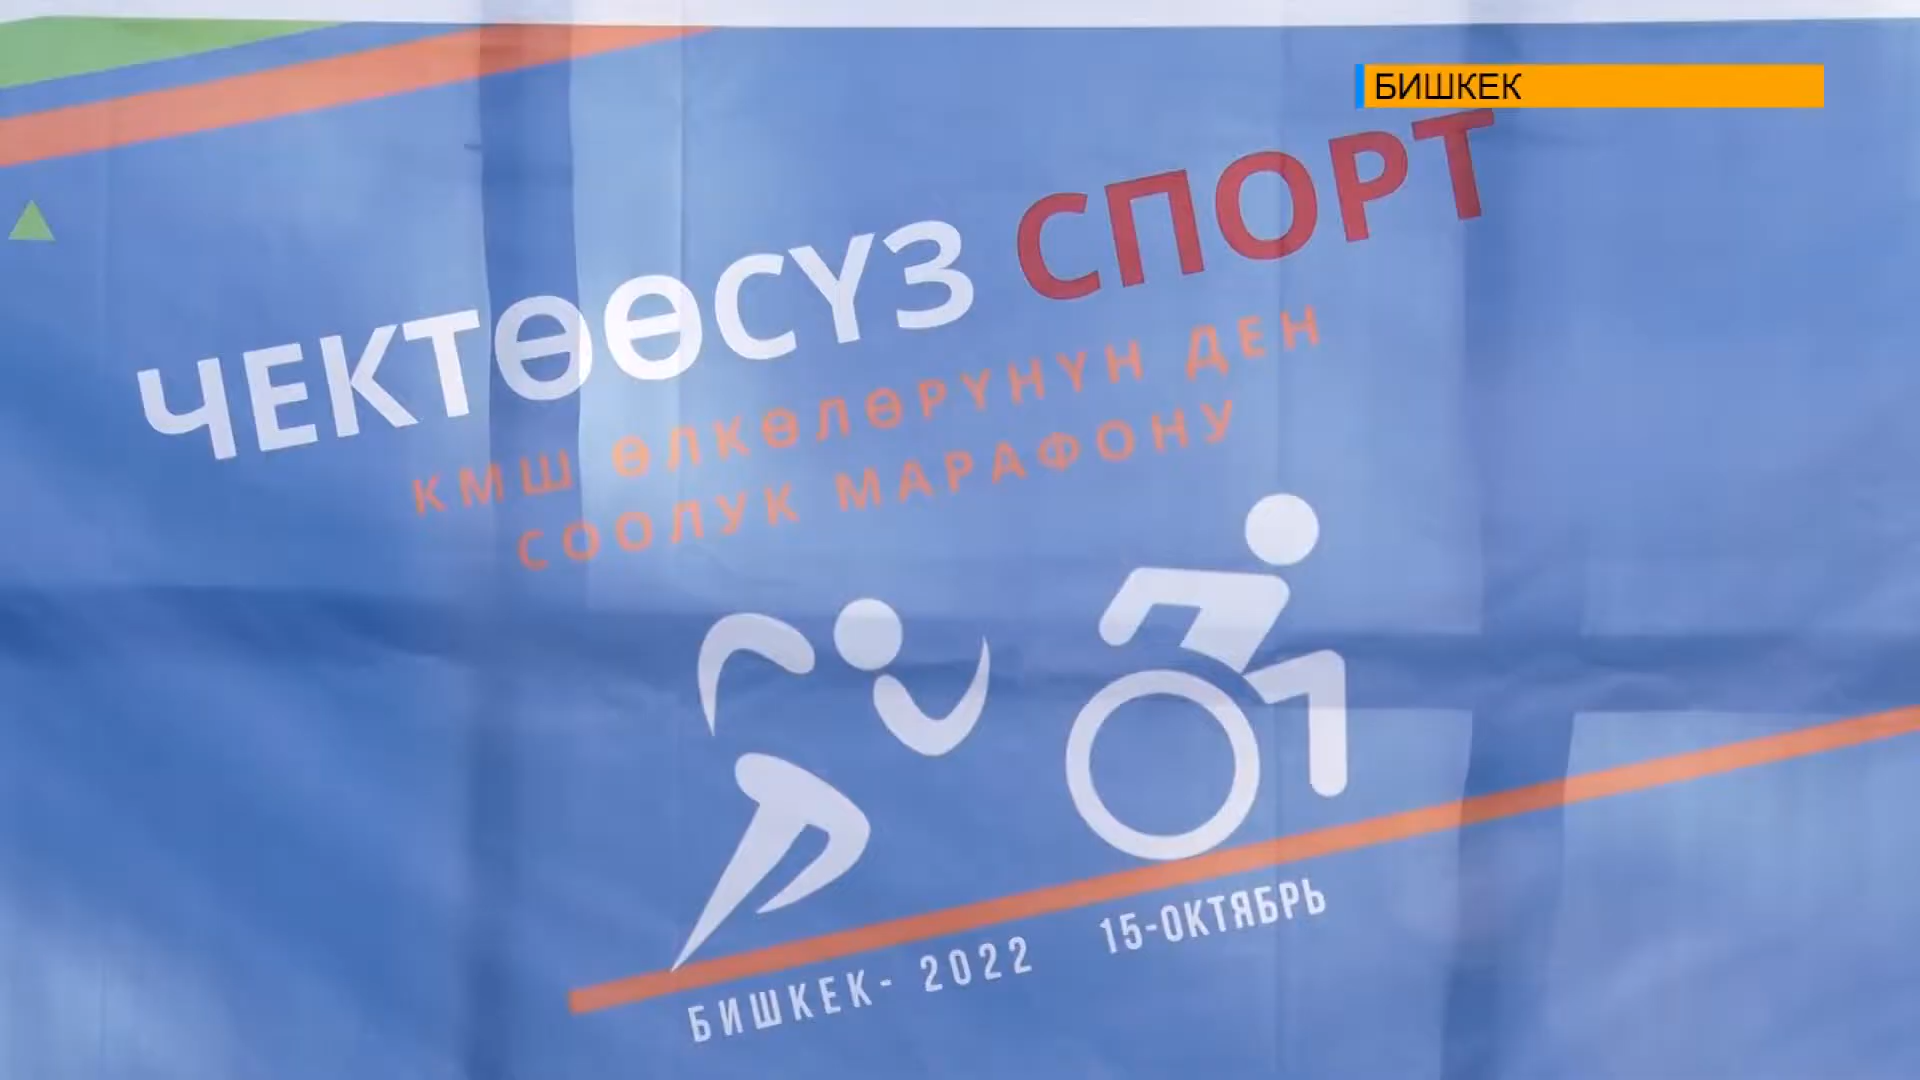 БИШКЕК
ЧЕКТӨӨСҮЗ СПОРТ
КМШ ӨЛКӨЛӨРҮНҮН ДЕН
СООЛУК МАРАФОНУ
БИШКЕК- 2022 15-ОКТЯБРЬ